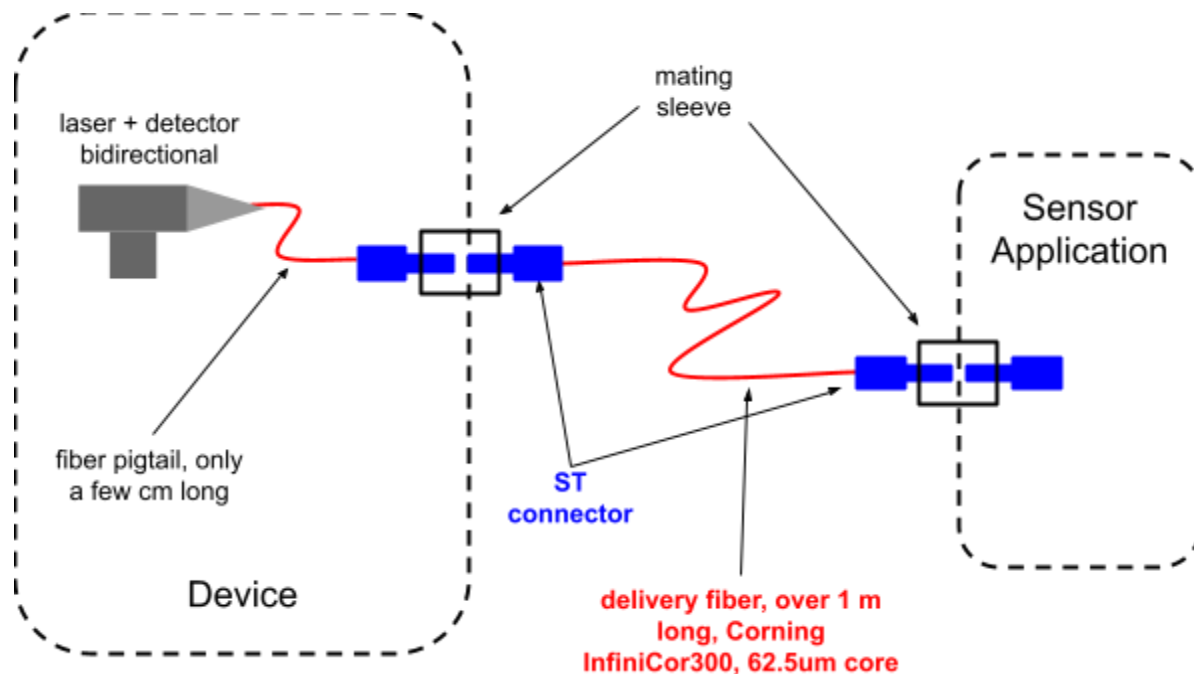 laser + detector
bidirectional
mating
sleeve
Sensor
Application
fiber pigtail, only
a few cm long
ST
connector
Device
delivery fiber, over 1 m
long, Corning
InfiniCor300, 62.5um core